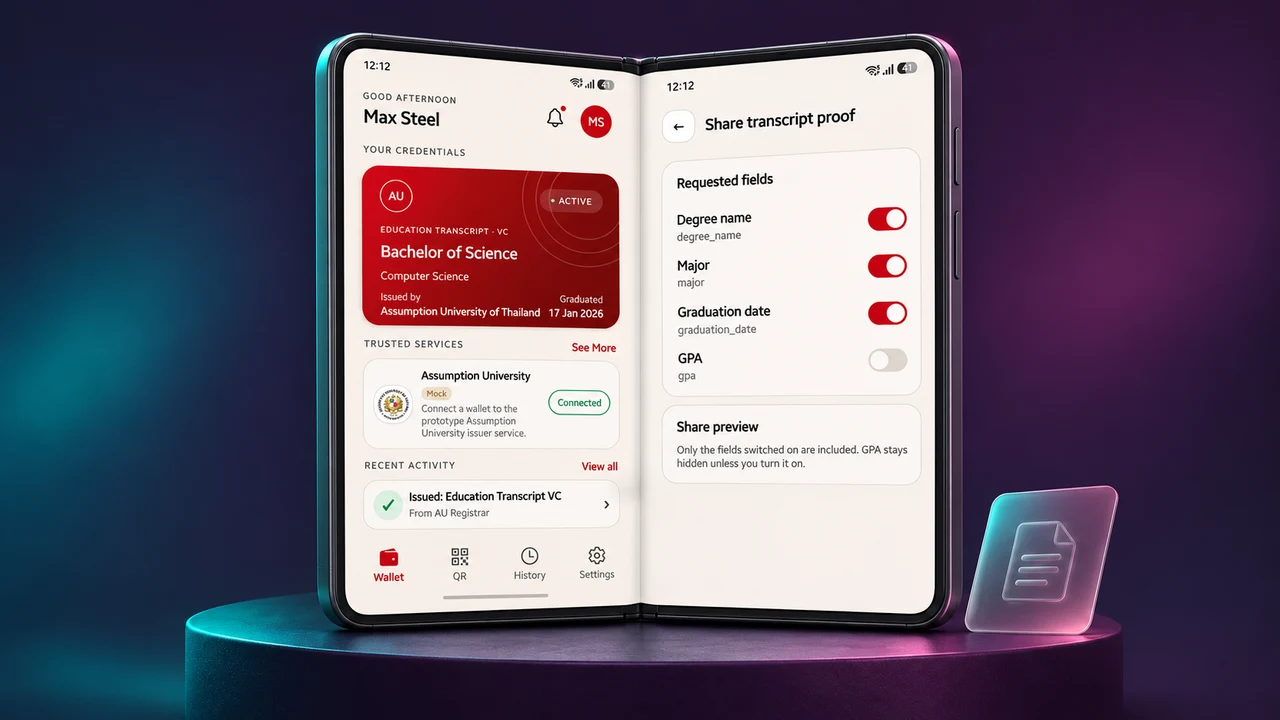 12:12
41
GOOD AFTERNOON
Max Steel
MS
YOUR CREDENTIALS
AU
ACTIVE
EDUCATION TRANSCRIPT · VC
Bachelor of Science
Computer Science
Issued by
Graduated
Assumption University of Thailand
17 Jan 2026
TRUSTED SERVICES
See More
Assumption University
Mock
Connect a wallet to the
prototype Assumption
University issuer service.
Connected
RECENT ACTIVITY
View all
Issued: Education Transcript VC
From AU Registrar
Wallet
QR
History
Settings
12:12
41
Share transcript proof
Requested fields
Degree name
degree_name
Major
major
Graduation date
graduation_date
GPA
gpa
Share preview
Only the fields switched on are included. GPA stays
hidden unless you turn it on.